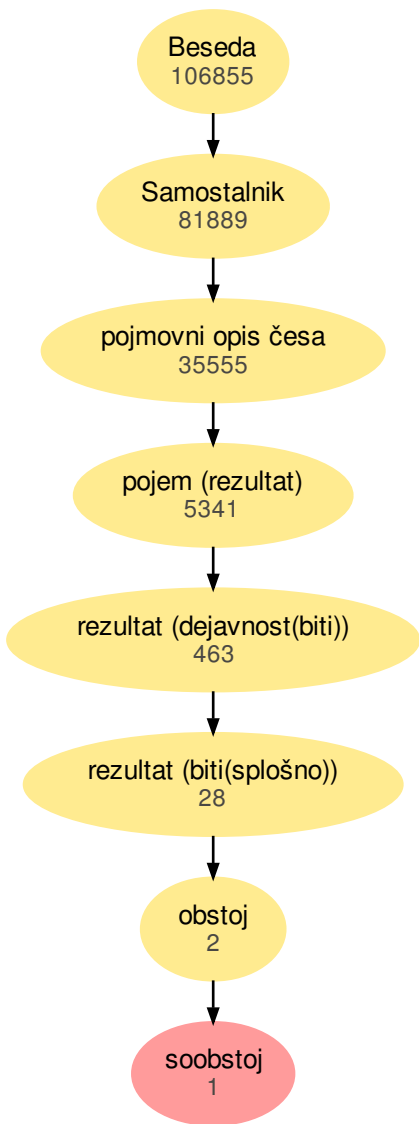 Beseda
106855
Samostalnik
81889
pojmovni opis česa
35555
pojem (rezultat)
5341
rezultat (dejavnost(biti))
463
rezultat (biti(splošno))
28
obstoj
2
soobstoj
1